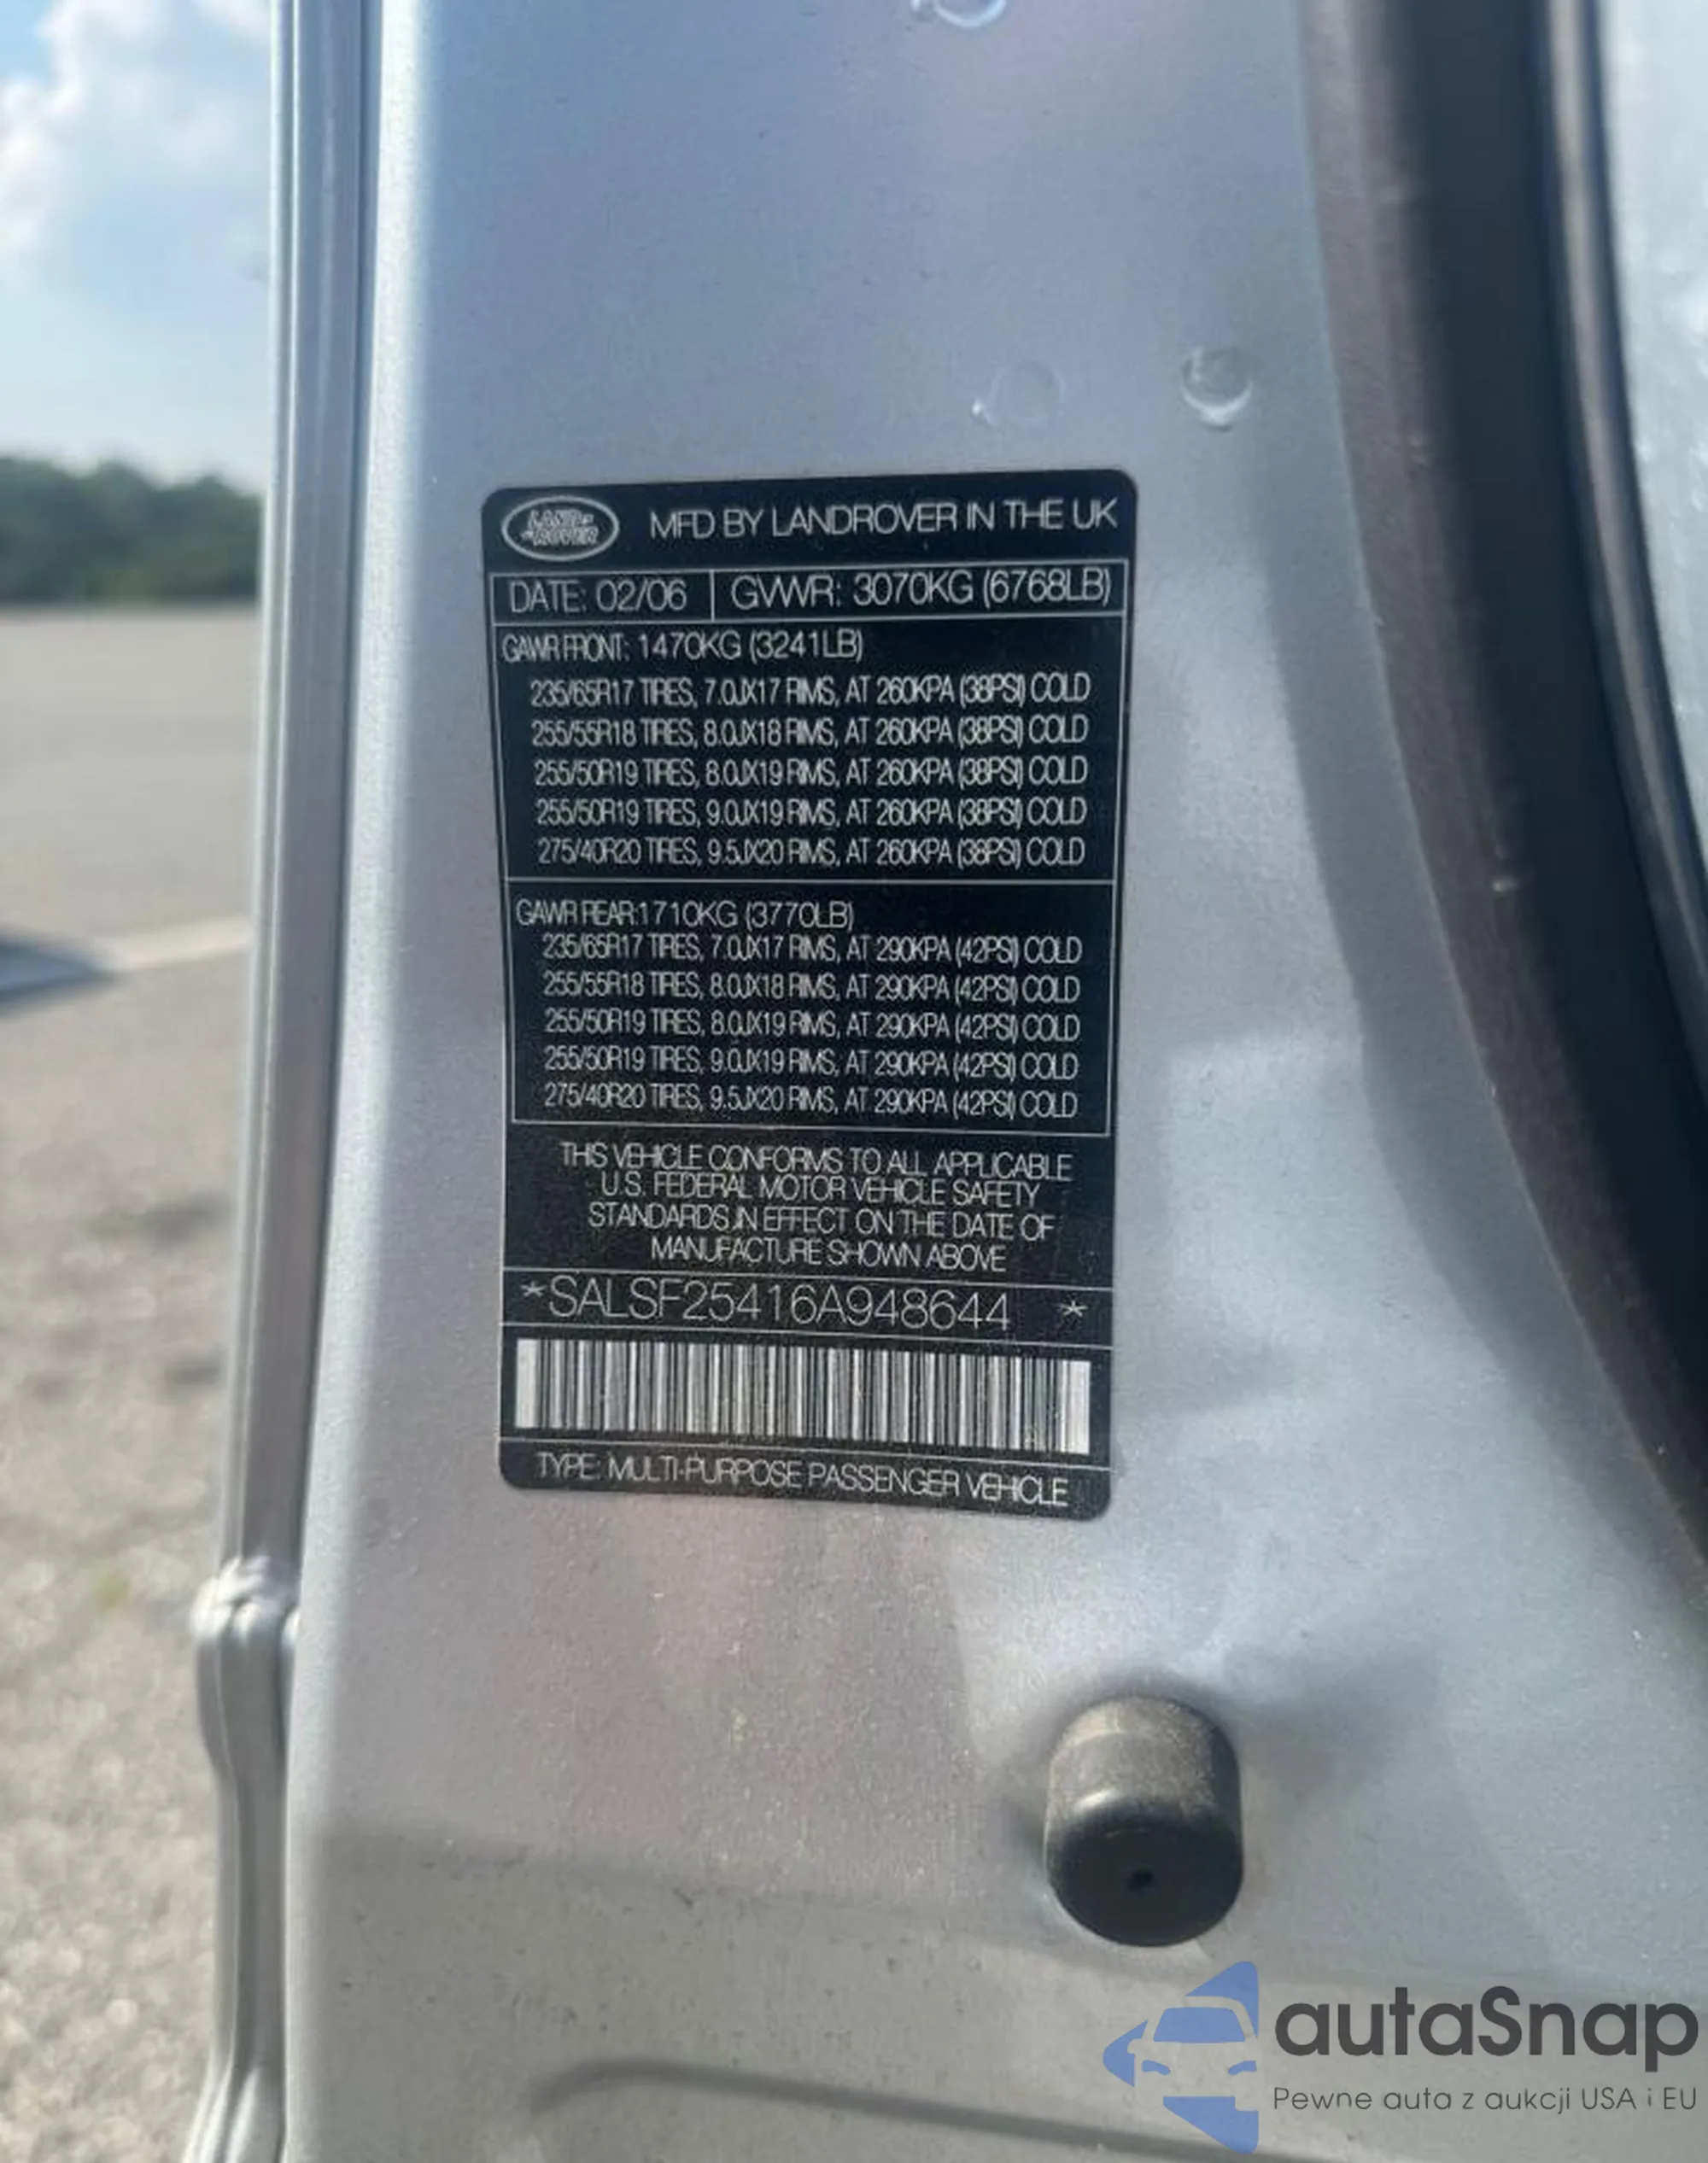 LAND-
-ROVER
MFD BY LANDROVER IN THE UK
DATE: 02/06 GVWR: 3070KG (6768LB)
GAWR FRONT: 1470KG (3241LB)
235/65R17 TIRES, 7.0JX17 RIMS, AT 260KPA (38PSI) COLD
255/55R18 TIRES, 8.0JX18 RIMS, AT 260KPA (38PSI) COLD
255/50R19 TIRES, 8.0JX19 RIMS, AT 260KPA (38PSI) COLD
255/50R19 TIRES, 9.0JX19 RIMS, AT 260KPA (38PSI) COLD
275/40R20 TIRES, 9.5JX20 RIMS, AT 260KPA (38PSI) COLD
GAWR REAR:1710KG (3770LB)
235/65R17 TIRES, 7.0JX17 RIMS, AT 290KPA (42PSI) COLD
255/55R18 TIRES, 8.0JX18 RIMS, AT 290KPA (42PSI) COLD
255/50R19 TIRES, 8.0JX19 RIMS, AT 290KPA (42PSI) COLD
255/50R19 TIRES, 9.0JX19 RIMS, AT 290KPA (42PSI) COLD
275/40R20 TIRES, 9.5JX20 RIMS, AT 290KPA (42PSI) COLD
THIS VEHICLE CONFORMS TO ALL APPLICABLE
U.S. FEDERAL MOTOR VEHICLE SAFETY
STANDARDS IN EFFECT ON THE DATE OF
MANUFACTURE SHOWN ABOVE
*SALSF25416A948644 *
TYPE: MULTI-PURPOSE PASSENGER VEHICLE
autaSnap
Pewne auta z aukcji USA i EU